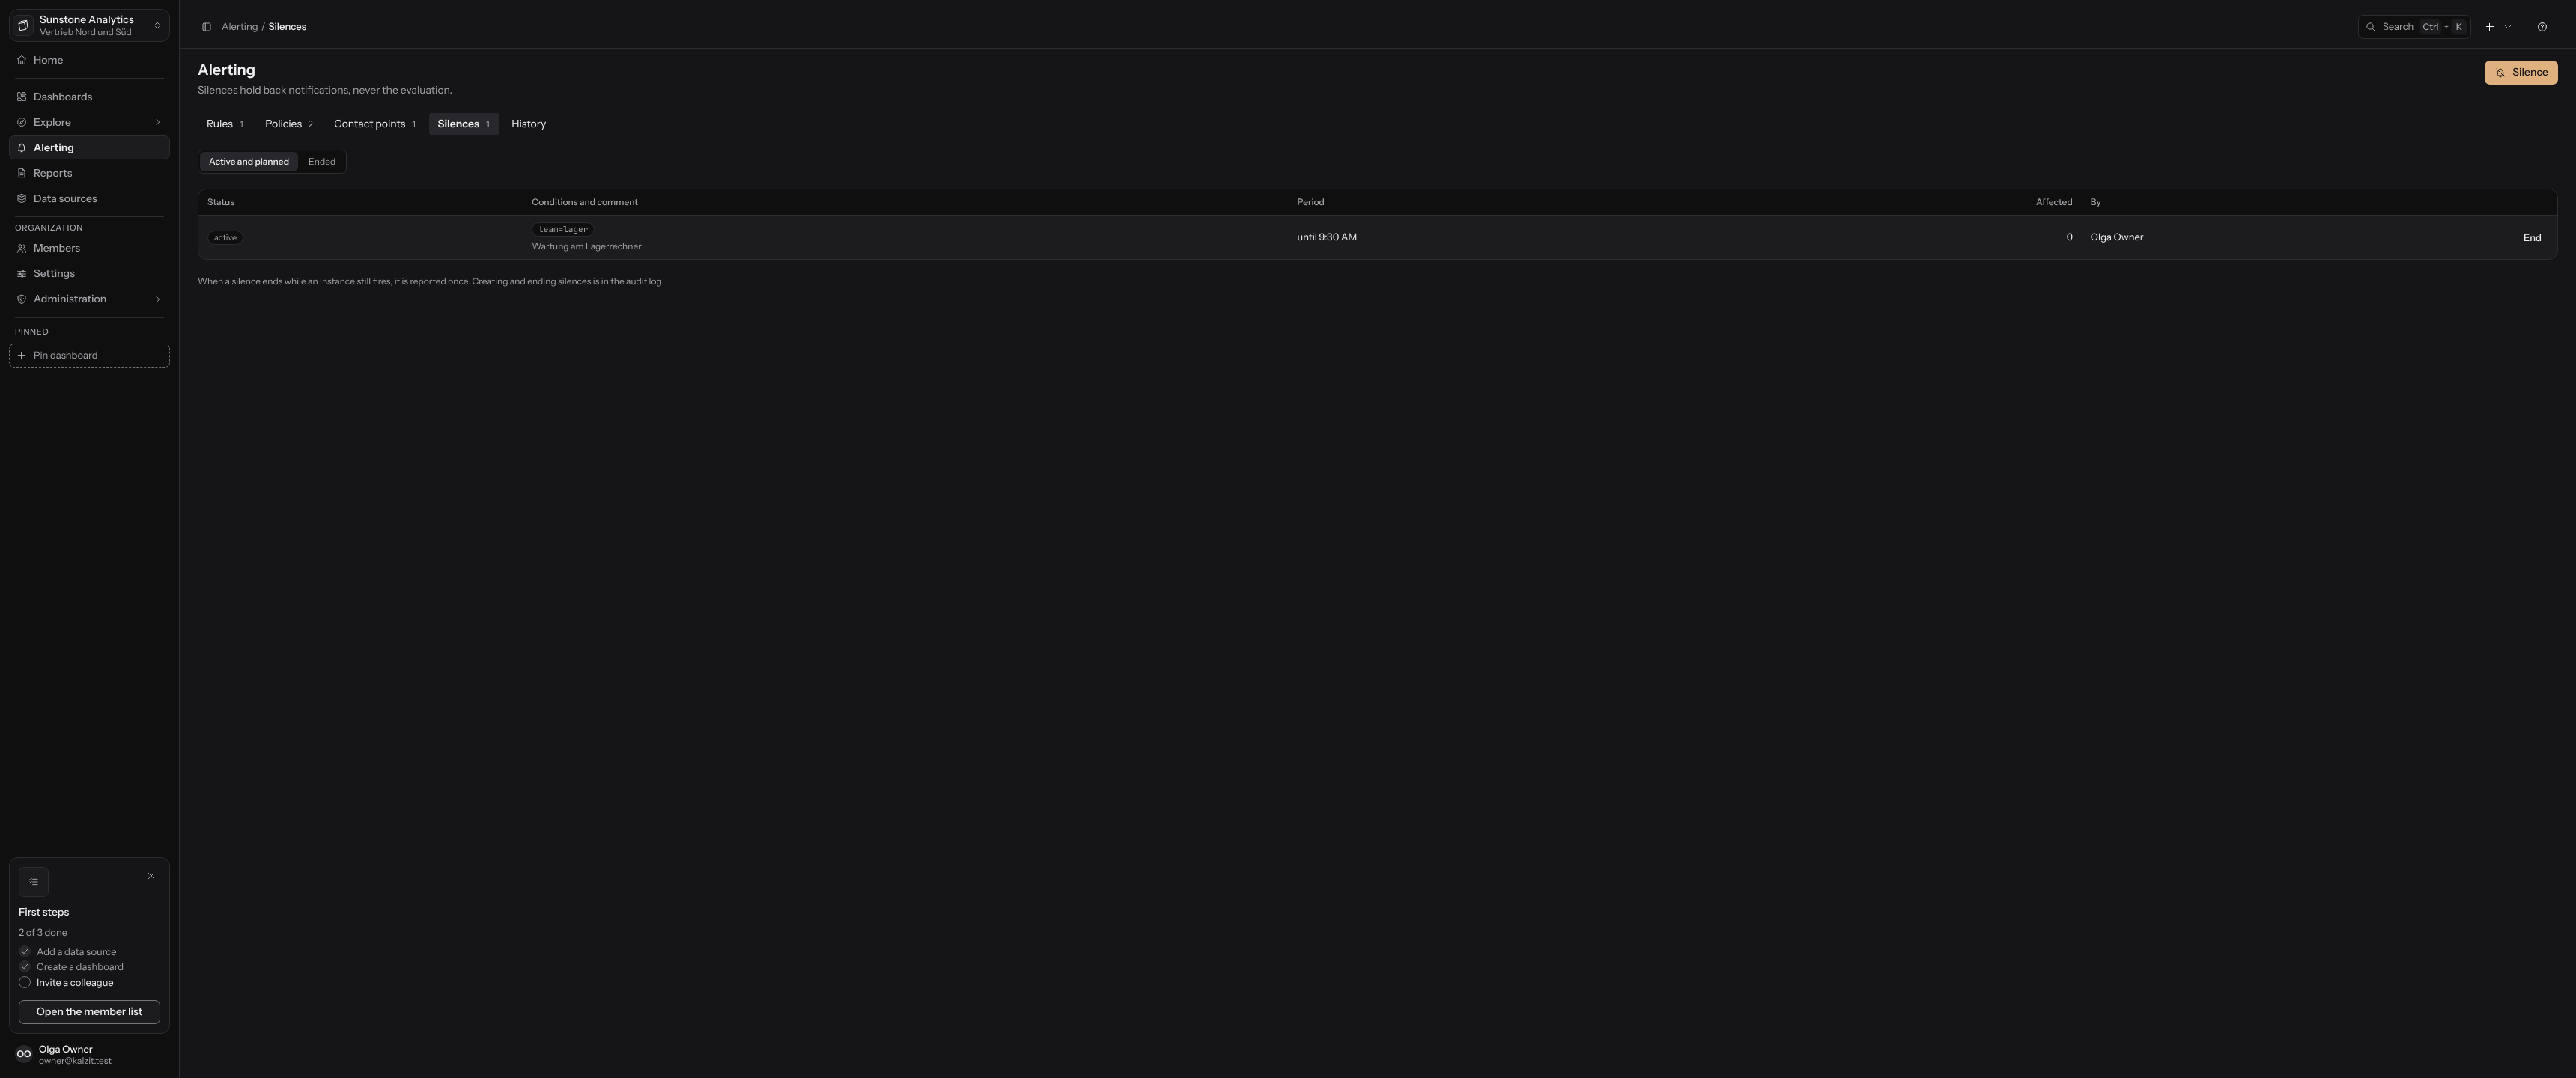 Sunstone Analytics
Vertrieb Nord und Süd
Home
Dashboards
Explore
Alerting
Reports
Data sources
ORGANIZATION
Members
Settings
Administration
PINNED
Pin dashboard
First steps
2 of 3 done
Add a data source
Create a dashboard
Invite a colleague
Open the member list
OO
Olga Owner
owner@kalzit.test
Alerting / Silences
Search Ctrl + K
Alerting
Silences hold back notifications, never the evaluation.
Silence
Rules 1 Policies 2 Contact points 1 Silences 1 History
Active and planned Ended
Status Conditions and comment Period Affected By
active team=lager until 9:30 AM 0 Olga Owner End
Wartung am Lagerrechner
When a silence ends while an instance still fires, it is reported once. Creating and ending silences is in the audit log.